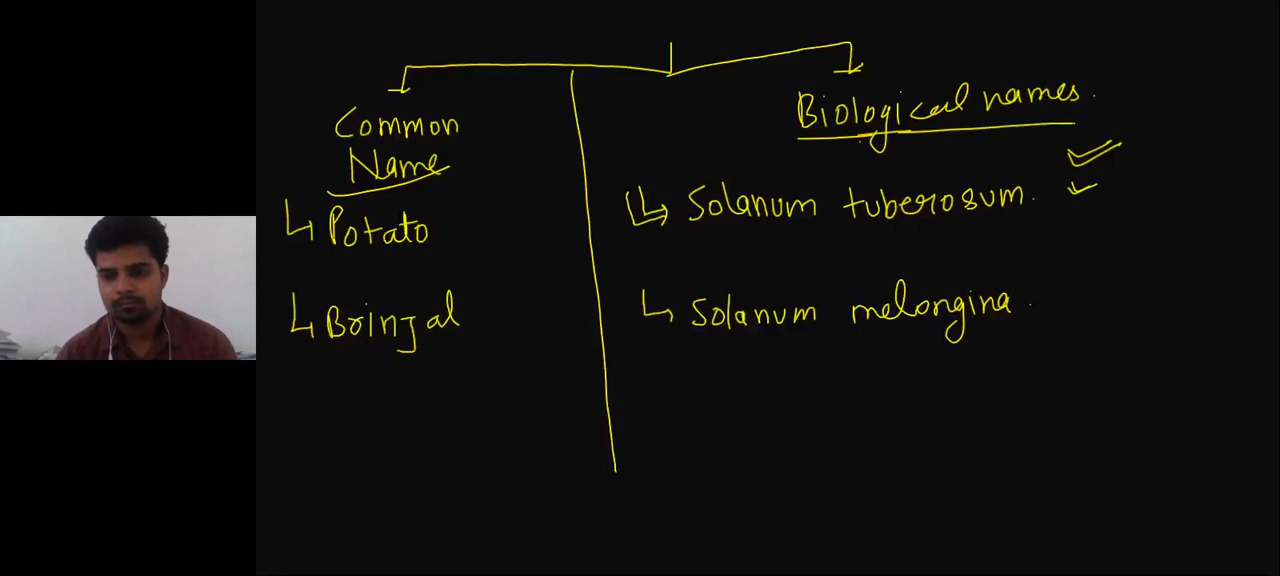 Common
Name
Potato
Brinjal
Biological names.
Solanum tuberosum.
Solanum melongina.